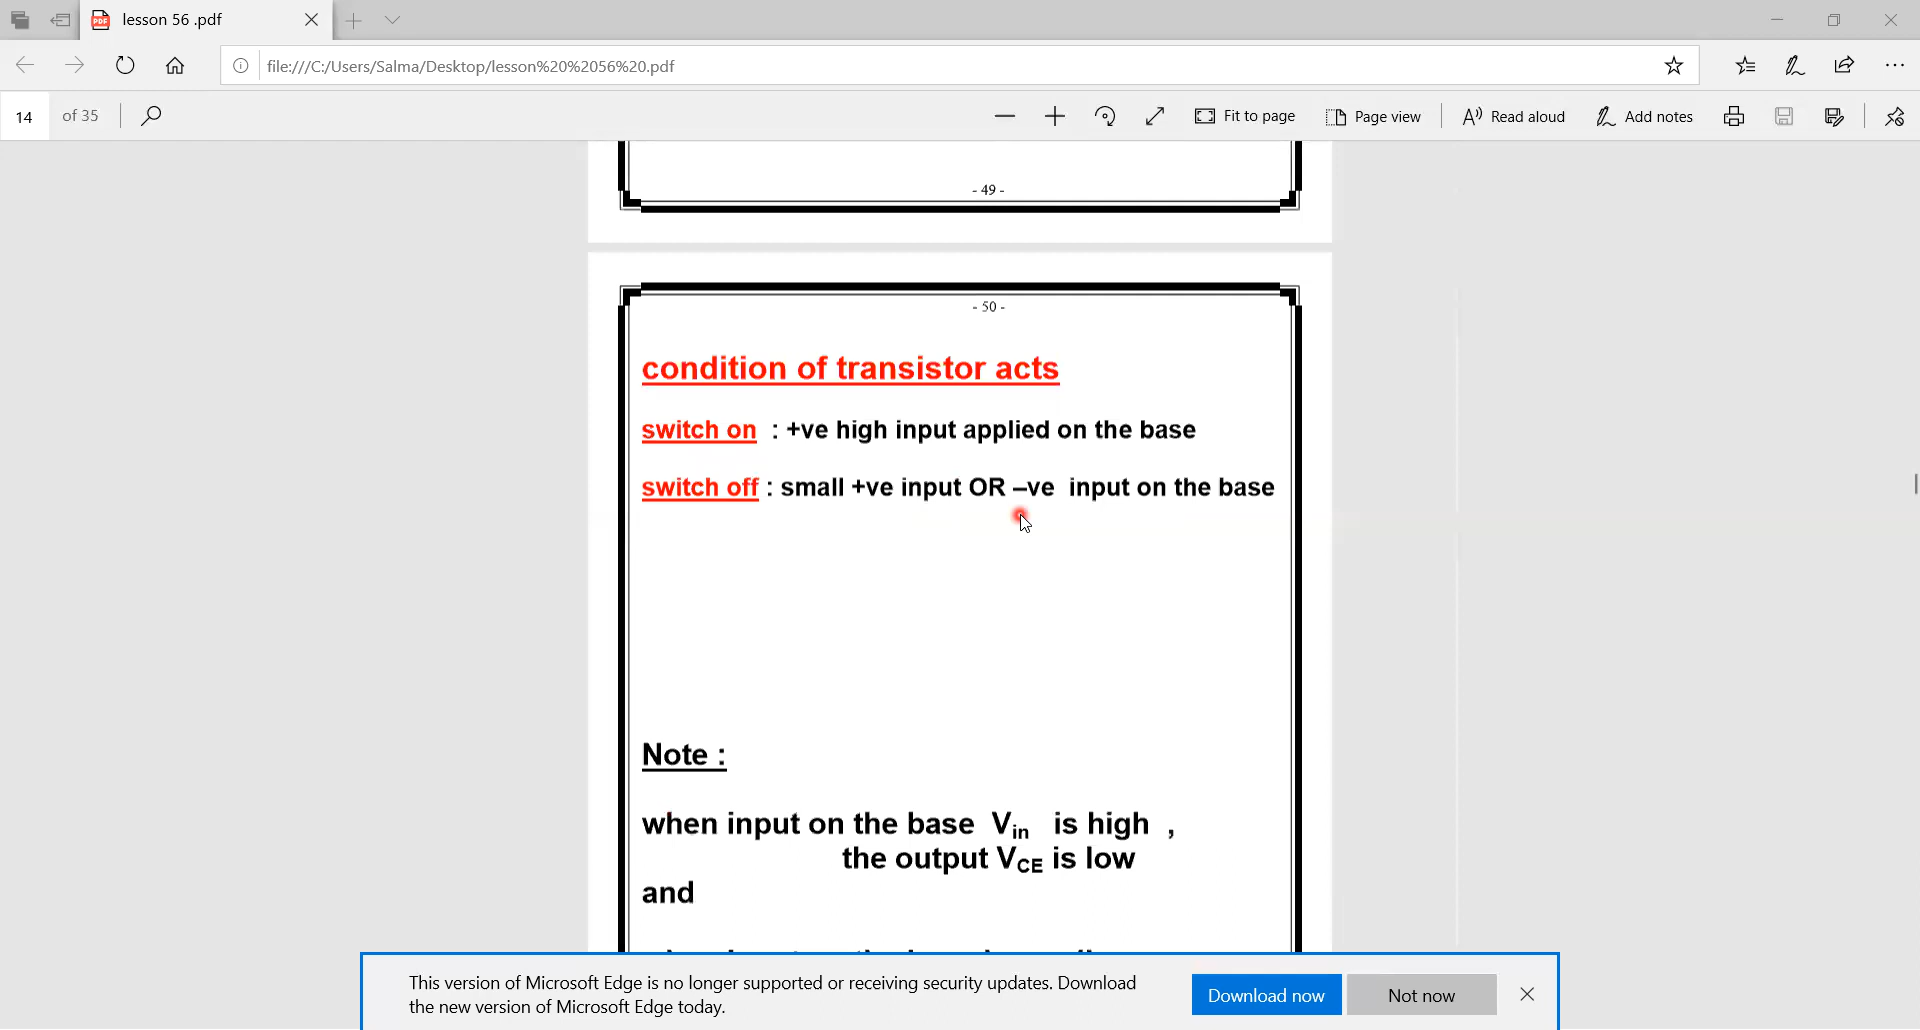 lesson 56 .pdf
file:///C:/Users/Salma/Desktop/lesson%20%2056%20.pdf
14 of 35
Fit to page
Page view
Read aloud
Add notes
- 49 -
- 50 -
condition of transistor acts
switch on : +ve high input applied on the base
switch off : small +ve input OR –ve input on the base
Note :
when input on the base Vin is high ,
the output VCE is low
and
This version of Microsoft Edge is no longer supported or receiving security updates. Download
the new version of Microsoft Edge today.
Download now
Not now